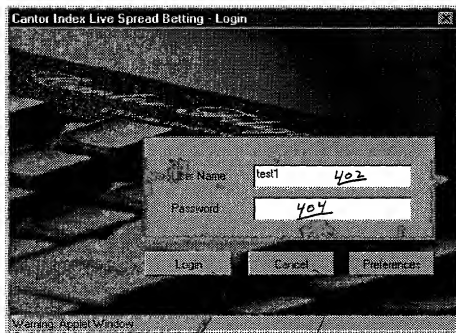 Cantor Index Live Spread Betting - Login
User Name test1 402
Password 404
Login Cancel Preferences
Warning: Applet Window